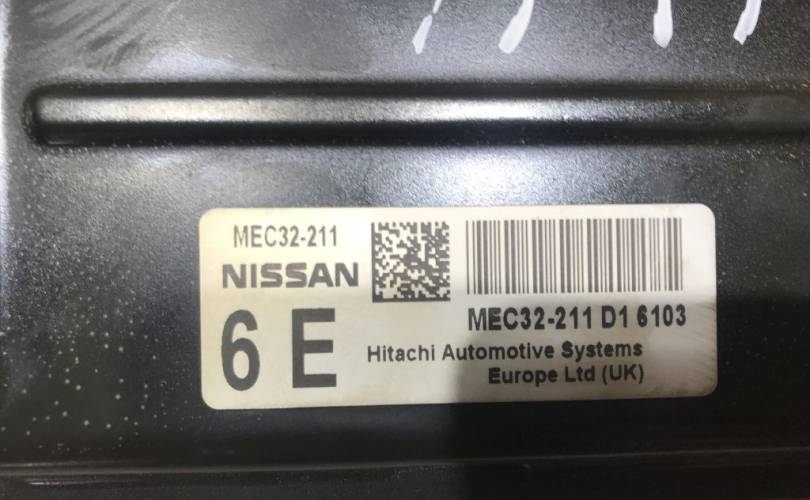 MEC32-211
NISSAN
6 E
MEC32-211 D1 6103
Hitachi Automotive Systems
Europe Ltd (UK)